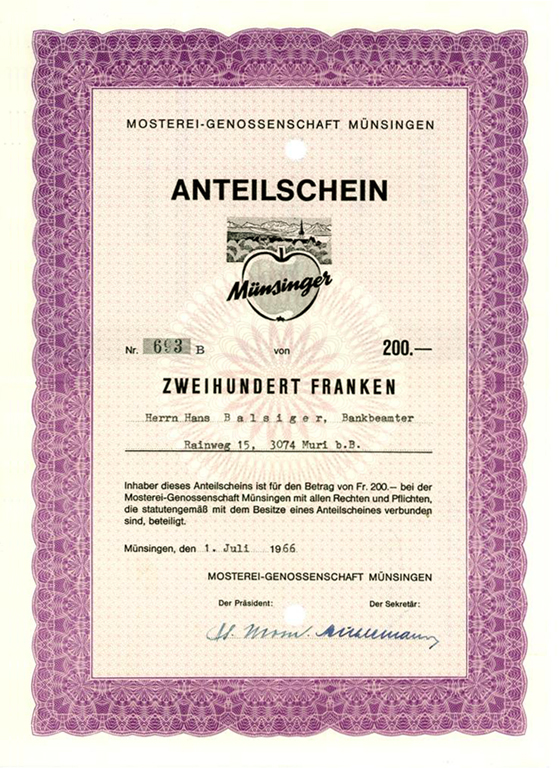 MOSTEREI-GENOSSENSCHAFT MÜNSINGEN
ANTEILSCHEIN
Münsinger
Nr. 693 B von 200.—
ZWEIHUNDERT FRANKEN
Herrn Hans Balsiger, Bankbeamter
Rainweg 15, 3074 Muri b.B.
Inhaber dieses Anteilscheins ist für den Betrag von Fr. 200.— bei der
Mosterei-Genossenschaft Münsingen mit allen Rechten und Pflichten,
die statutengemäß mit dem Besitze eines Anteilscheines verbunden
sind, beteiligt.
Münsingen, den 1. Juli 1966
MOSTEREI-GENOSSENSCHAFT MÜNSINGEN
Der Präsident: Der Sekretär: